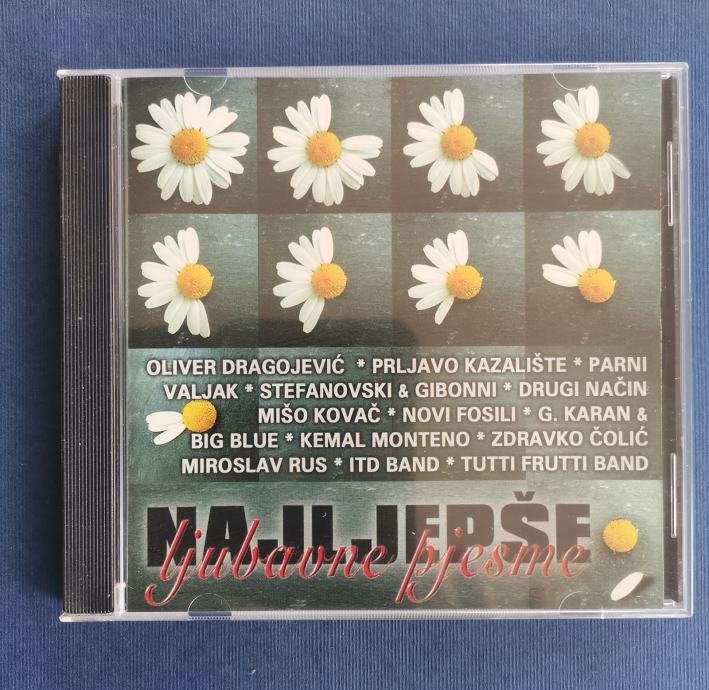 OLIVER DRAGOJEVIĆ * PRLJAVO KAZALIŠTE * PARNI
VALJAK * STEFANOVSKI & GIBONNI * DRUGI NAČIN
MIŠO KOVAČ * NOVI FOSILI * G. KARAN &
BIG BLUE * KEMAL MONTENO * ZDRAVKO ČOLIĆ
MIROSLAV RUS * ITD BAND * TUTTI FRUTTI BAND
NAJLJEPŠE
ljubavne pjesme